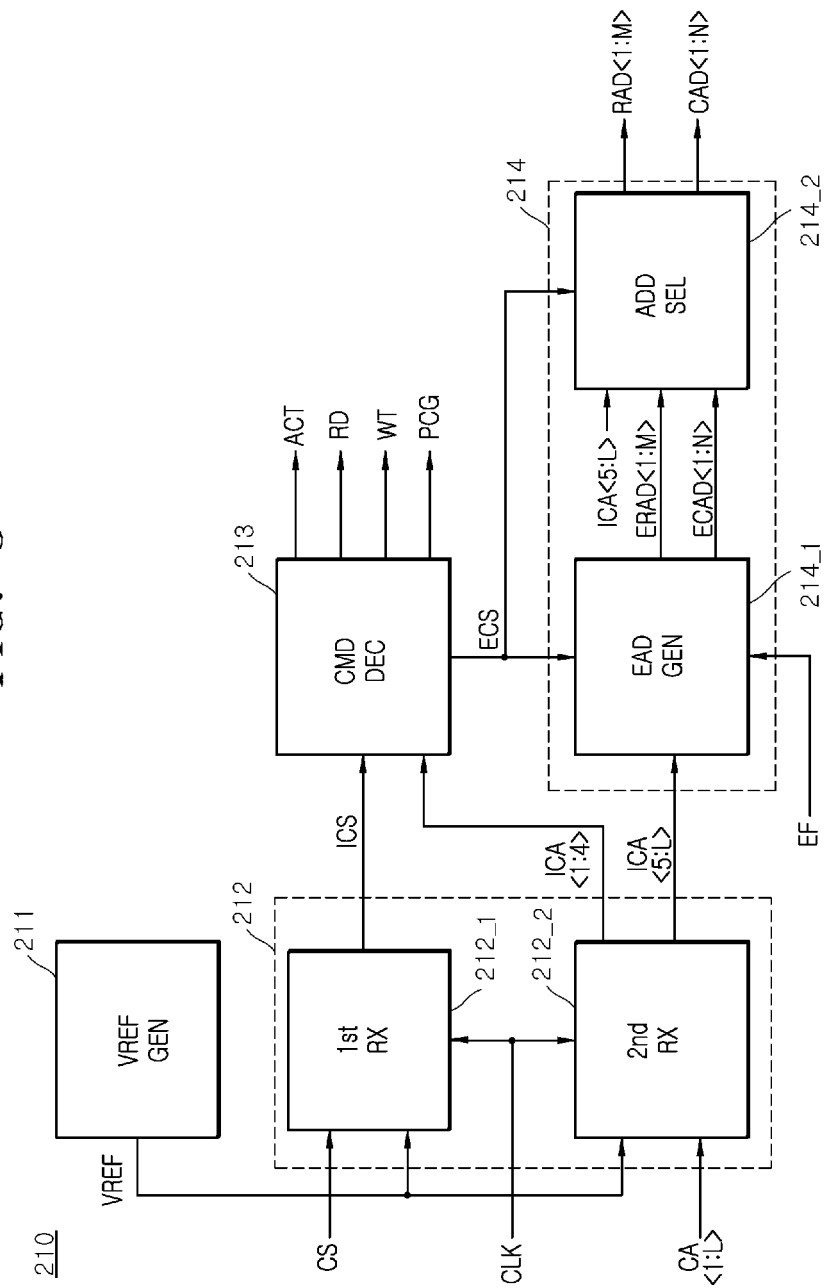 FIG. 3
210
211
VREF
GEN
VREF
212
CS
1st
RX
212_1
ICS
CLK
2nd
RX
212_2
CA
<1:L>
ICA
<1:4>
ICA
<5:L>
213
CMD
DEC
ACT
RD
WT
PCG
ECS
214
EAD
GEN
214_1
EF
ICA<5:L>
ERAD<1:M>
ECAD<1:N>
ADD
SEL
214_2
RAD<1:M>
CAD<1:N>